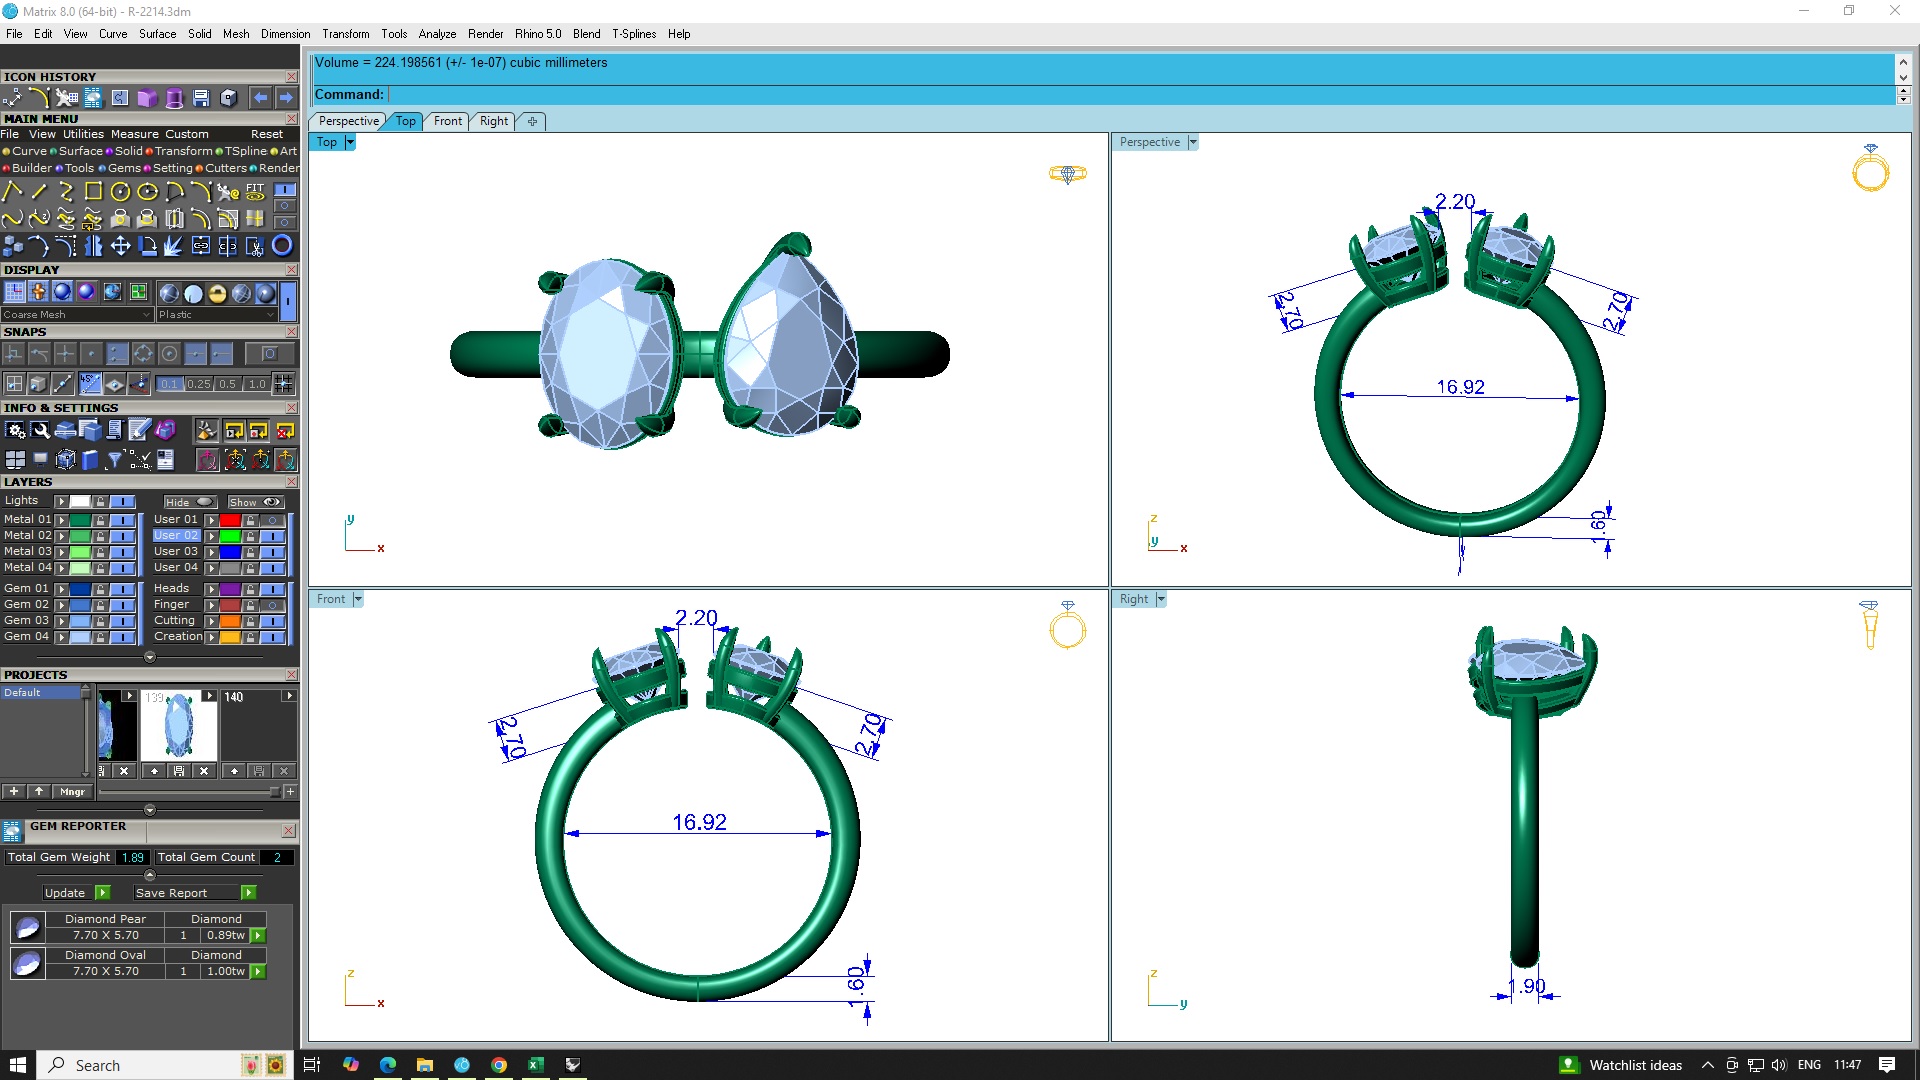 Matrix 8.0 (64-bit) - R-2214.3dm
File Edit View Curve Surface Solid Mesh Dimension Transform Tools Analyze Render Rhino 5.0 Blend T-Splines Help
ICON HISTORY
MAIN MENU
File View Utilities Measure Custom Reset
Curve Surface Solid Transform TSpline Art
Builder Tools Gems Setting Cutters Render
FIT
DISPLAY
Coarse Mesh Plastic
SNAPS
45° 0.1 0.25 0.5 1.0
INFO & SETTINGS
LAYERS
Lights Hide Show
Metal 01 User 01
Metal 02 User 02
Metal 03 User 03
Metal 04 User 04
Gem 01 Heads
Gem 02 Finger
Gem 03 Cutting
Gem 04 Creation
PROJECTS
Default 139 140
Mngr
GEM REPORTER
Total Gem Weight 1.89 Total Gem Count 2
Update Save Report
Diamond Pear Diamond
7.70 X 5.70 1 0.89tw
Diamond Oval Diamond
7.70 X 5.70 1 1.00tw
Volume = 224.198561 (+/- 1e-07) cubic millimeters
Command:
Perspective Top Front Right
Top
y
x
Perspective
2.20
2.70
2.70
16.92
1.60
z
y
x
Front
2.20
2.70
2.70
16.92
1.60
z
x
Right
1.90
z
y
Search
Watchlist ideas
ENG
11:47